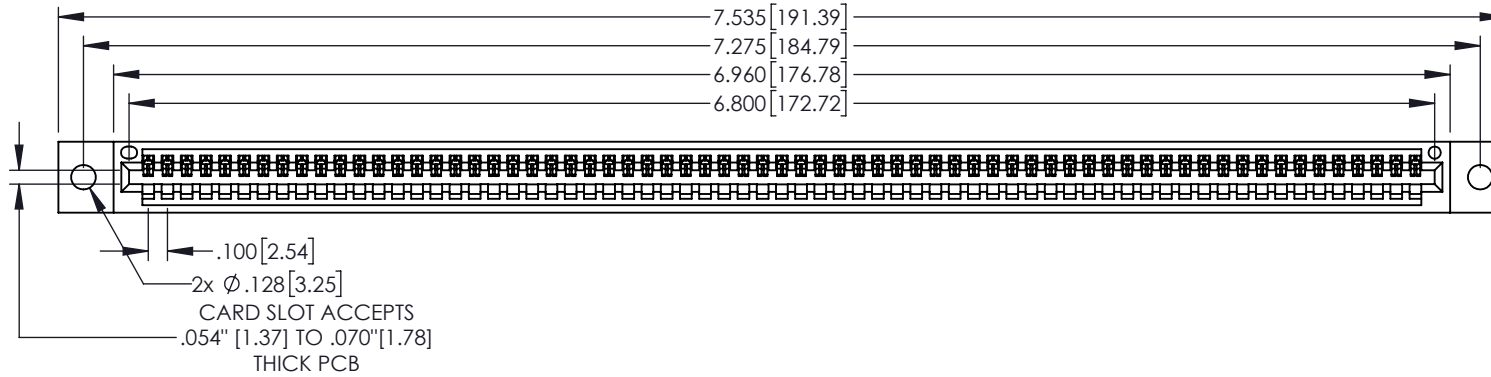 7.535[191.39]
7.275[184.79]
6.960[176.78]
6.800[172.72]
.100[2.54]
2x Ø.128[3.25]
CARD SLOT ACCEPTS
.054" [1.37] TO .070"[1.78]
THICK PCB